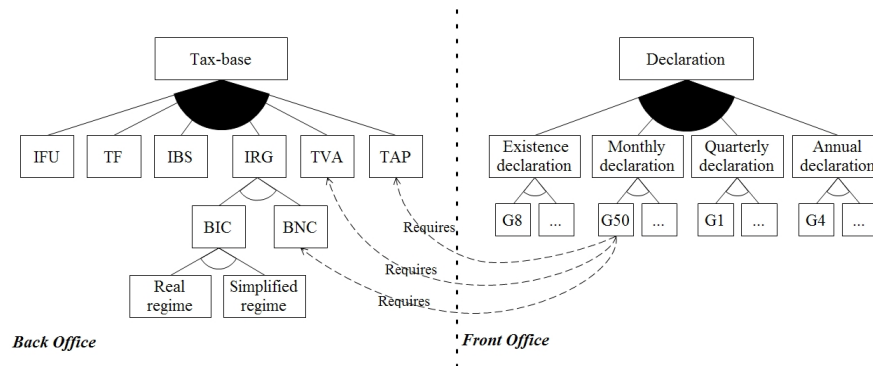 Tax-base
Declaration
IFU
TF
IBS
IRG
TVA
TAP
Existence
declaration
Monthly
declaration
Quarterly
declaration
Annual
declaration
BIC
BNC
G8
...
G50
...
G1
...
G4
...
Requires
Requires
Requires
Real
regime
Simplified
regime
Back Office
Front Office